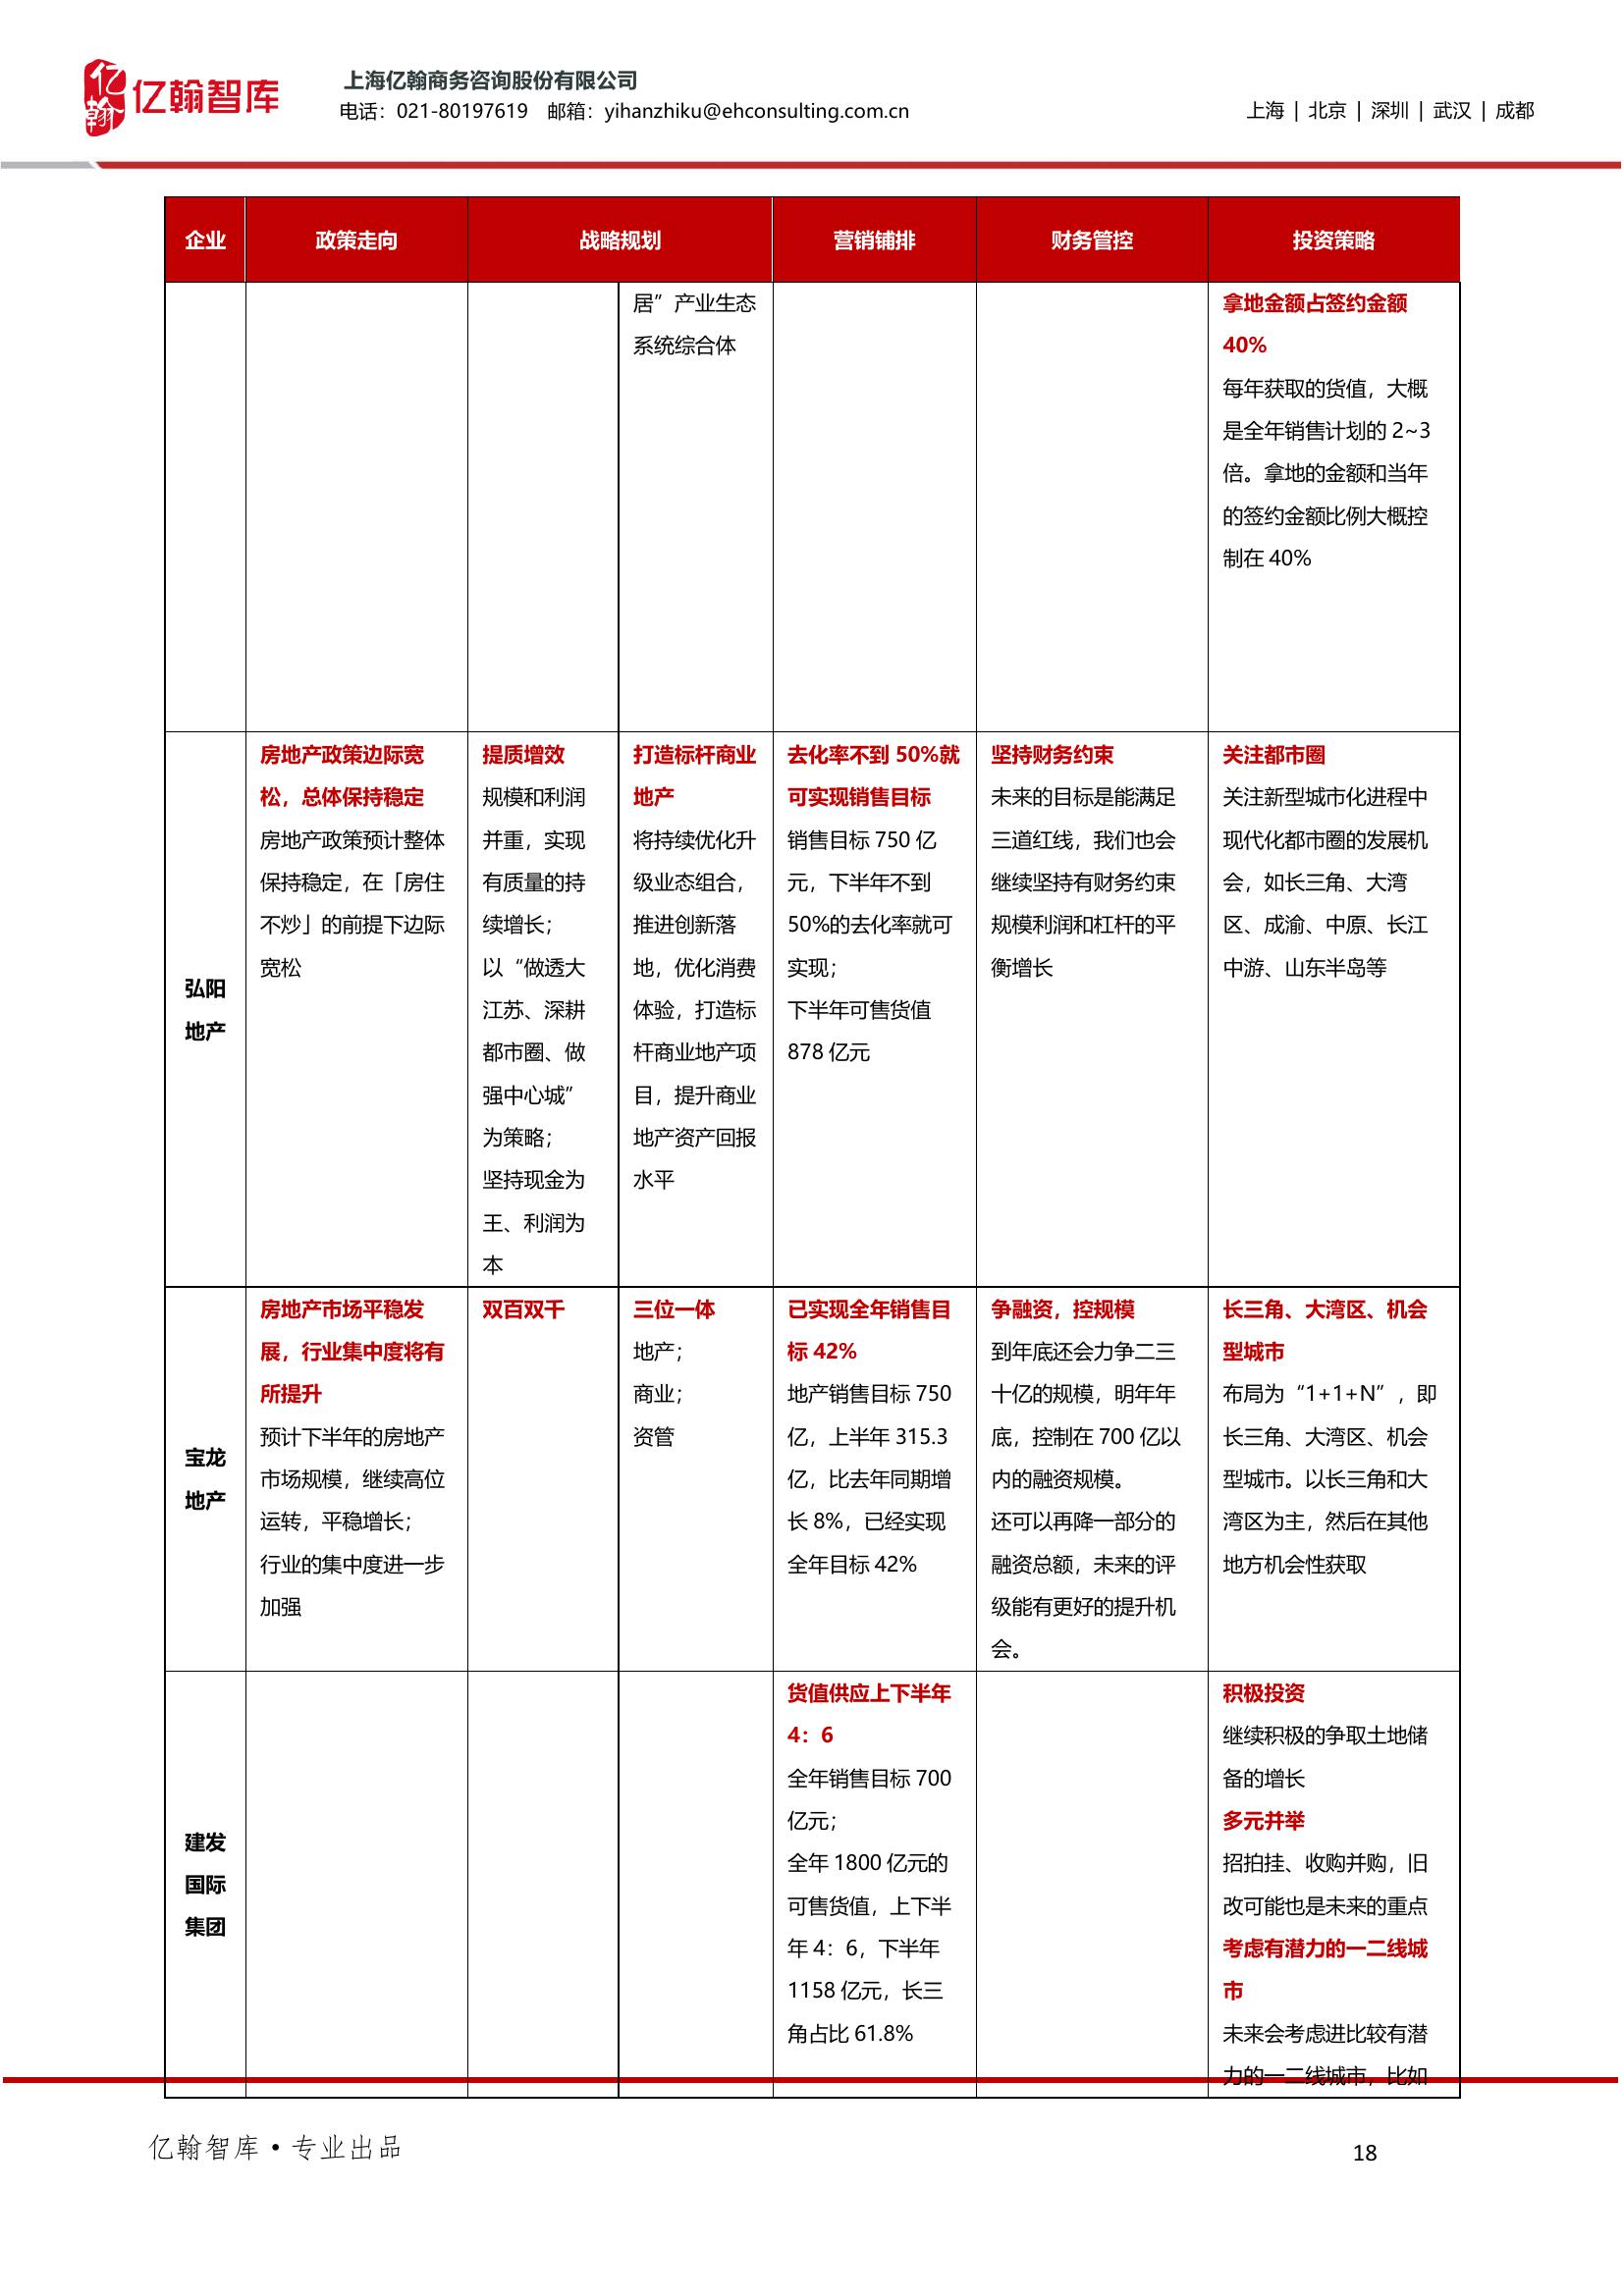 亿翰
亿翰智库
上海亿翰商务咨询股份有限公司
电话：021-80197619 邮箱：yihanzhiku@ehconsulting.com.cn
上海 | 北京 | 深圳 | 武汉 | 成都
企业
政策走向
战略规划
营销铺排
财务管控
投资策略
居”产业生态
系统综合体
拿地金额占签约金额
40%
每年获取的货值，大概
是全年销售计划的 2~3
倍。拿地的金额和当年
的签约金额比例大概控
制在 40%
弘阳
地产
房地产政策边际宽
松，总体保持稳定
房地产政策预计整体
保持稳定，在「房住
不炒」的前提下边际
宽松
提质增效
规模和利润
并重，实现
有质量的持
续增长；
以“做透大
江苏、深耕
都市圈、做
强中心城”
为策略；
坚持现金为
王、利润为
本
打造标杆商业
地产
将持续优化升
级业态组合，
推进创新落
地，优化消费
体验，打造标
杆商业地产项
目，提升商业
地产资产回报
水平
去化率不到 50%就
可实现销售目标
销售目标 750 亿
元，下半年不到
50%的去化率就可
实现；
下半年可售货值
878 亿元
坚持财务约束
未来的目标是能满足
三道红线，我们也会
继续坚持有财务约束
规模利润和杠杆的平
衡增长
关注都市圈
关注新型城市化进程中
现代化都市圈的发展机
会，如长三角、大湾
区、成渝、中原、长江
中游、山东半岛等
宝龙
地产
房地产市场平稳发
展，行业集中度将有
所提升
预计下半年的房地产
市场规模，继续高位
运转，平稳增长；
行业的集中度进一步
加强
双百双千
三位一体
地产；
商业；
资管
已实现全年销售目
标 42%
地产销售目标 750
亿，上半年 315.3
亿，比去年同期增
长 8%，已经实现
全年目标 42%
争融资，控规模
到年底还会力争二三
十亿的规模，明年年
底，控制在 700 亿以
内的融资规模。
还可以再降一部分的
融资总额，未来的评
级能有更好的提升机
会。
长三角、大湾区、机会
型城市
布局为“1+1+N”，即
长三角、大湾区、机会
型城市。以长三角和大
湾区为主，然后在其他
地方机会性获取
建发
国际
集团
货值供应上下半年
4：6
全年销售目标 700
亿元；
全年 1800 亿元的
可售货值，上下半
年 4：6，下半年
1158 亿元，长三
角占比 61.8%
积极投资
继续积极的争取土地储
备的增长
多元并举
招拍挂、收购并购，旧
改可能也是未来的重点
考虑有潜力的一二线城
市
未来会考虑进比较有潜
力的一二线城市，比如
亿翰智库•专业出品
18